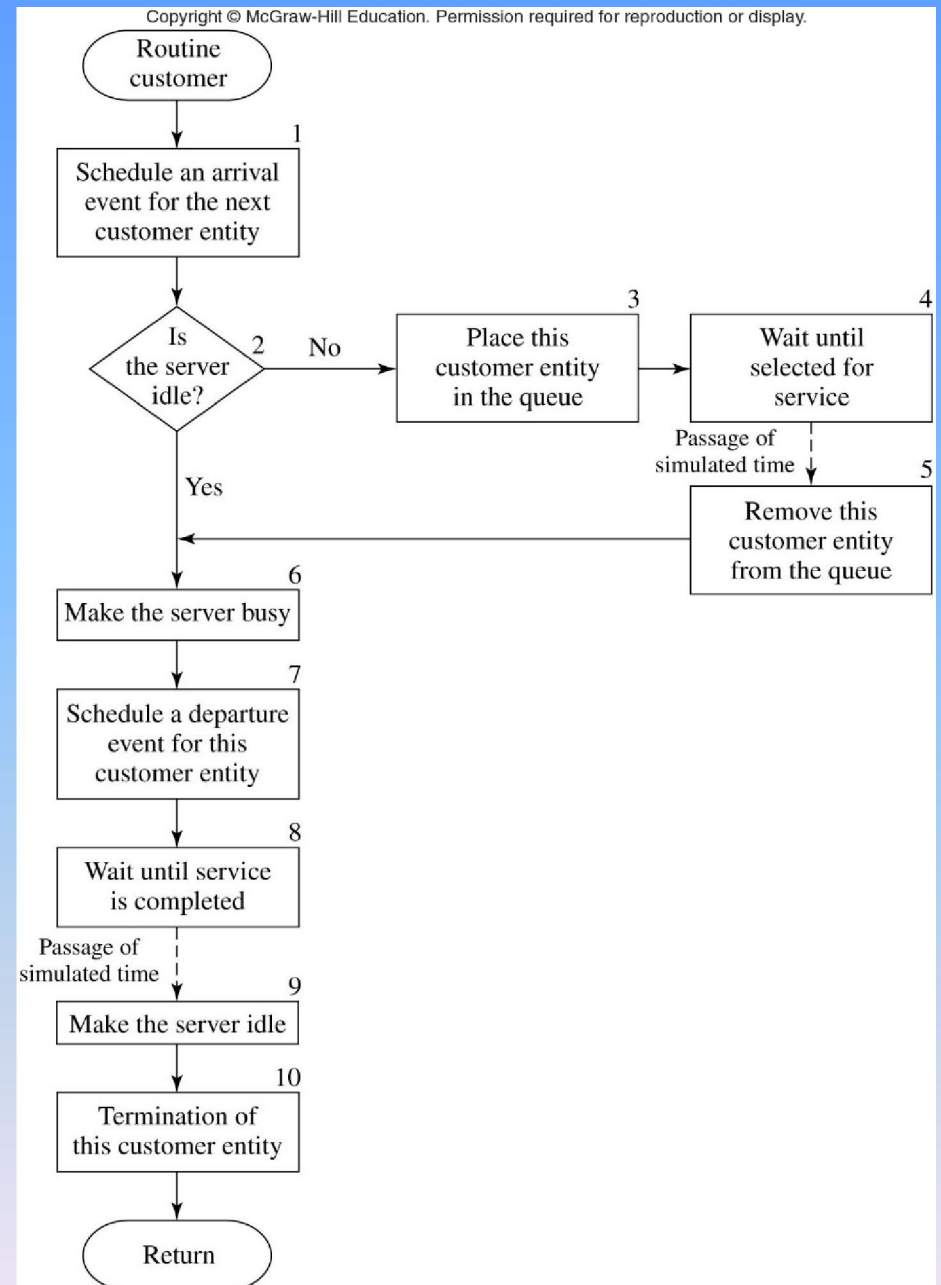 Copyright © McGraw-Hill Education. Permission required for reproduction or display.
Routine
customer
1
Schedule an arrival
event for the next
customer entity
Is
the server
idle?
2
No
3
Place this
customer entity
in the queue
4
Wait until
selected for
service
Passage of
simulated time
5
Remove this
customer entity
from the queue
Yes
6
Make the server busy
7
Schedule a departure
event for this
customer entity
8
Wait until service
is completed
Passage of
simulated time
9
Make the server idle
10
Termination of
this customer entity
Return